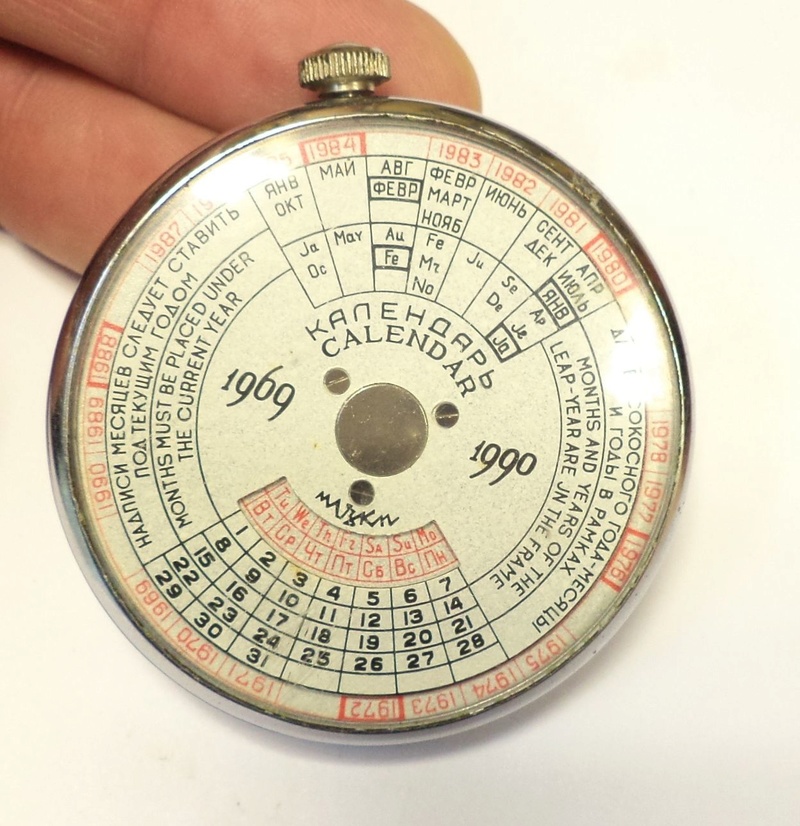 1984
1983
1982
1981
1980
1978
1977
1976
1975
1974
1973
1972
1971
1970
1969
1990
1989
1988
1987
ЯНВ ОКТ
МАЙ
АВГ ФЕВР
ФЕВР МАРТ НОЯБ
ИЮНЬ
СЕНТ ДЕК
АПР ИЮЛЬ ЯНВ
Ja Oc
May
Au Fe
Fe Mr No
Ju
Se De
Ap Je Ja
НАДПИСИ МЕСЯЦЕВ СЛЕДУЕТ СТАВИТЬ
ПОД ТЕКУЩИМ ГОДОМ
MONTHS MUST BE PLACED UNDER
THE CURRENT YEAR
ГОДА-МЕСЯЦЫ
И ГОДЫ В РАМКАХ
MONTHS AND YEARS OF THE
LEAP-YEAR ARE IN THE FRAME
КАЛЕНДАРЬ
CALENDAR
1969
1990
Tu We Th Fr Sa Su Mo
Вт Ср Чт Пт Сб Вс Пн
1 2 3 4 5 6 7
8 9 10 11 12 13 14
15 16 17 18 19 20 21
22 23 24 25 26 27 28
29 30 31